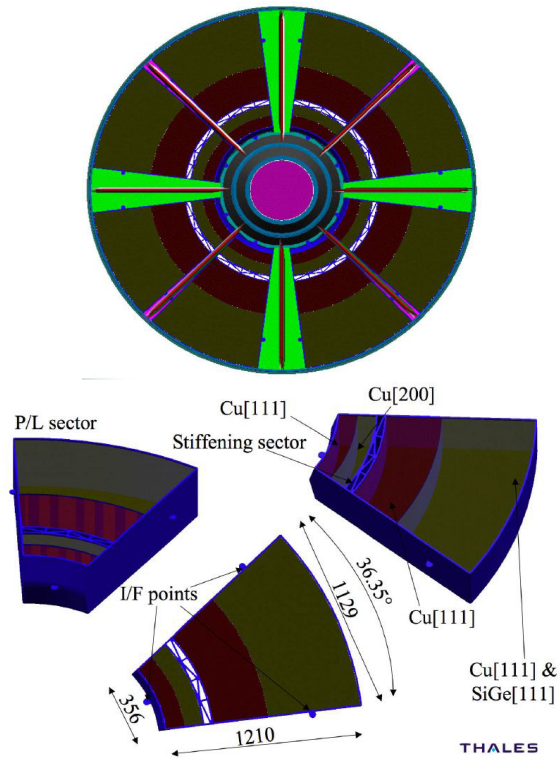 P/L sector
Cu[111]
Cu[200]
Stiffening sector
I/F points
36.35°
1129
Cu[111]
356
1210
Cu[111] &
SiGe[111]
THALES